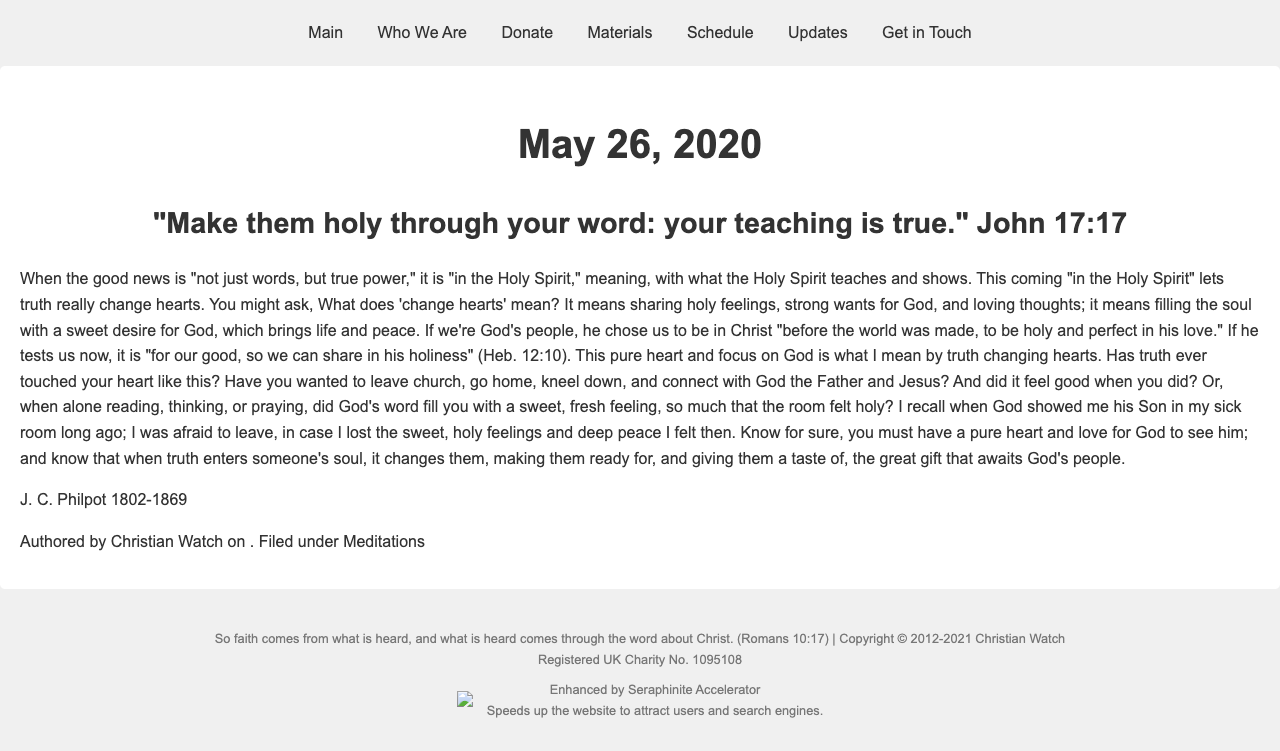 Main Who We Are Donate Materials Schedule Updates Get in Touch
May 26, 2020
"Make them holy through your word: your teaching is true." John 17:17
When the good news is "not just words, but true power," it is "in the Holy Spirit," meaning, with what the Holy Spirit teaches and shows. This coming "in the Holy Spirit" lets
truth really change hearts. You might ask, What does 'change hearts' mean? It means sharing holy feelings, strong wants for God, and loving thoughts; it means filling the soul
with a sweet desire for God, which brings life and peace. If we're God's people, he chose us to be in Christ "before the world was made, to be holy and perfect in his love." If he
tests us now, it is "for our good, so we can share in his holiness" (Heb. 12:10). This pure heart and focus on God is what I mean by truth changing hearts. Has truth ever
touched your heart like this? Have you wanted to leave church, go home, kneel down, and connect with God the Father and Jesus? And did it feel good when you did? Or,
when alone reading, thinking, or praying, did God's word fill you with a sweet, fresh feeling, so much that the room felt holy? I recall when God showed me his Son in my sick
room long ago; I was afraid to leave, in case I lost the sweet, holy feelings and deep peace I felt then. Know for sure, you must have a pure heart and love for God to see him;
and know that when truth enters someone's soul, it changes them, making them ready for, and giving them a taste of, the great gift that awaits God's people.
J. C. Philpot 1802-1869
Authored by Christian Watch on . Filed under Meditations
So faith comes from what is heard, and what is heard comes through the word about Christ. (Romans 10:17) | Copyright © 2012-2021 Christian Watch
Registered UK Charity No. 1095108
Enhanced by Seraphinite Accelerator
Speeds up the website to attract users and search engines.